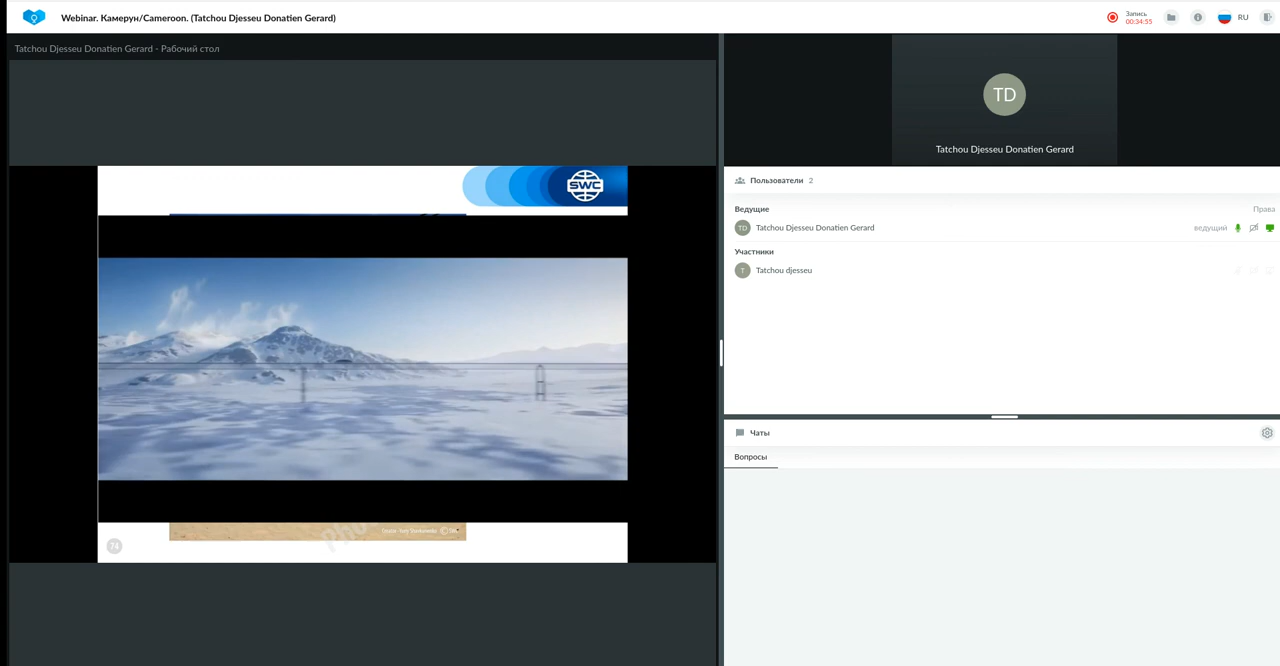 Webinar. Камерун/Cameroon. (Tatchou Djesseu Donatien Gerard)
Запись
00:34:55
RU
Tatchou Djesseu Donatien Gerard - Рабочий стол
SWC
74
TD
Tatchou Djesseu Donatien Gerard
Пользователи 2
Ведущие Права
TD Tatchou Djesseu Donatien Gerard ведущий
Участники
T Tatchou djesseu
Чаты
Вопросы